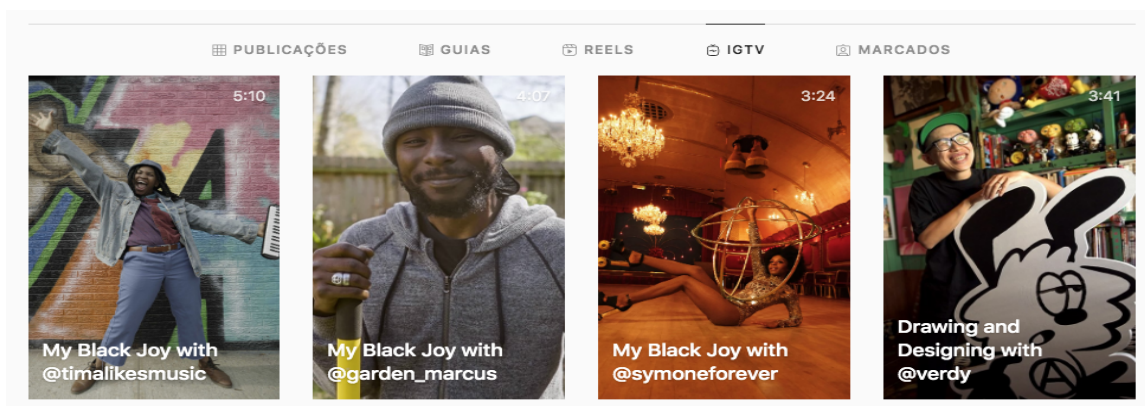 PUBLICAÇÕES GUIAS REELS IGTV MARCADOS
5:10
My Black Joy with
@timalikesmusic
4:07
My Black Joy with
@garden_marcus
3:24
My Black Joy with
@symoneforever
3:41
Drawing and
Designing with
@verdy